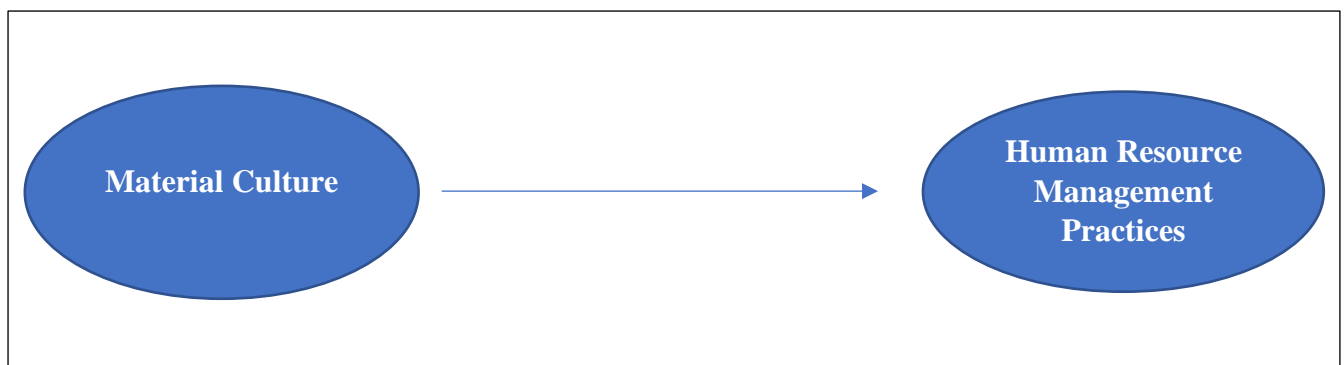 Material Culture
Human Resource
Management
Practices